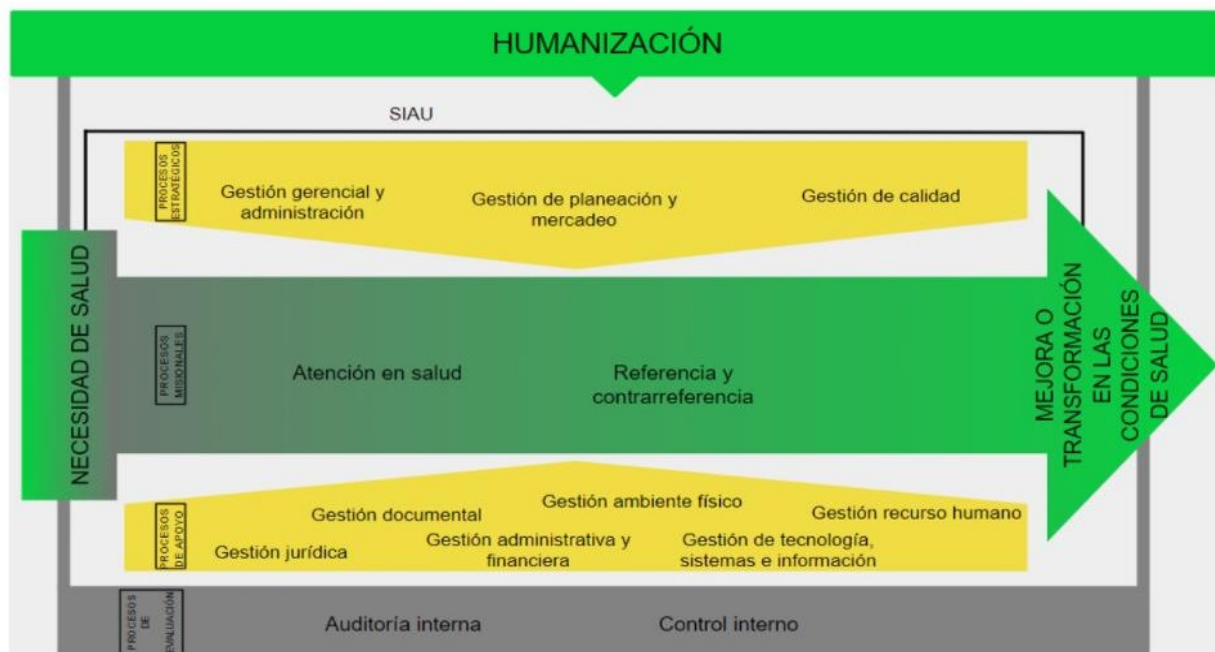 HUMANIZACIÓN
SIAU
PROCESOS
ESTRATÉGICOS
Gestión gerencial y
administración
Gestión de planeación y
mercadeo
Gestión de calidad
NECESIDAD DE SALUD
PROCESOS
MISIONALES
Atención en salud
Referencia y
contrarreferencia
MEJORA O
TRANSFORMACIÓN
EN LAS
CONDICIONES
DE SALUD
PROCESOS
DE APOYO
Gestión documental
Gestión ambiente físico
Gestión recurso humano
Gestión jurídica
Gestión administrativa y
financiera
Gestión de tecnología,
sistemas e información
PROCESOS
DE
EVALUACIÓN
Auditoría interna
Control interno